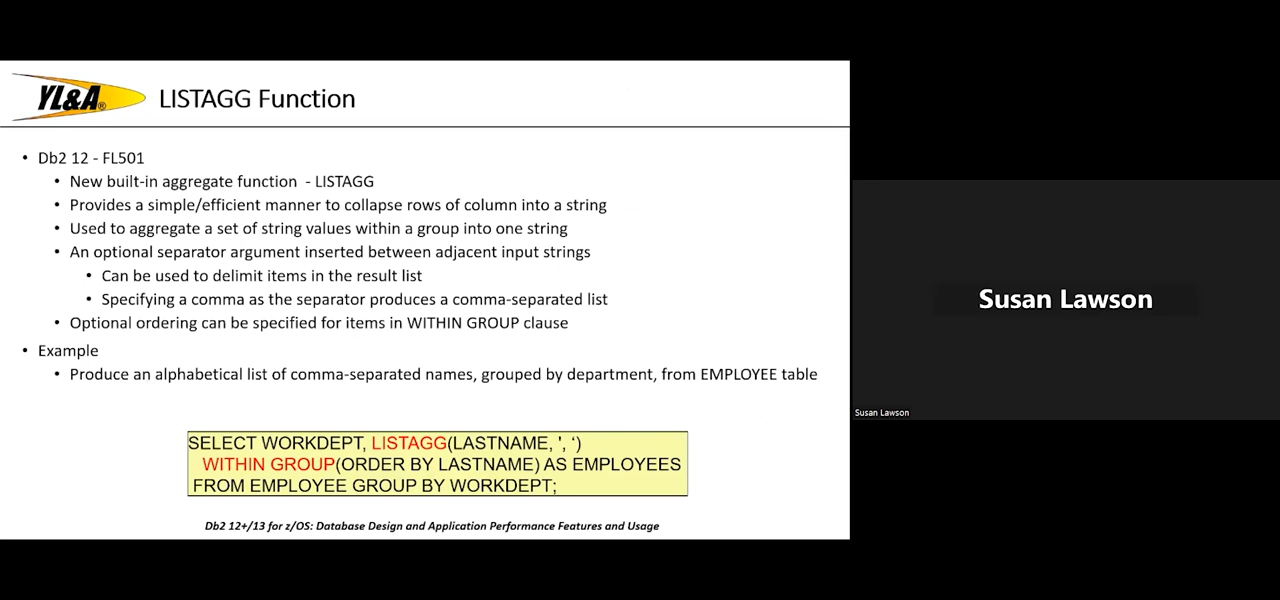 YL&A®
LISTAGG Function
• Db2 12 - FL501
• New built-in aggregate function - LISTAGG
• Provides a simple/efficient manner to collapse rows of column into a string
• Used to aggregate a set of string values within a group into one string
• An optional separator argument inserted between adjacent input strings
• Can be used to delimit items in the result list
• Specifying a comma as the separator produces a comma-separated list
• Optional ordering can be specified for items in WITHIN GROUP clause
• Example
• Produce an alphabetical list of comma-separated names, grouped by department, from EMPLOYEE table
SELECT WORKDEPT, LISTAGG(LASTNAME, ', ‘)
WITHIN GROUP(ORDER BY LASTNAME) AS EMPLOYEES
FROM EMPLOYEE GROUP BY WORKDEPT;
Db2 12+/13 for z/OS: Database Design and Application Performance Features and Usage
Susan Lawson
Susan Lawson